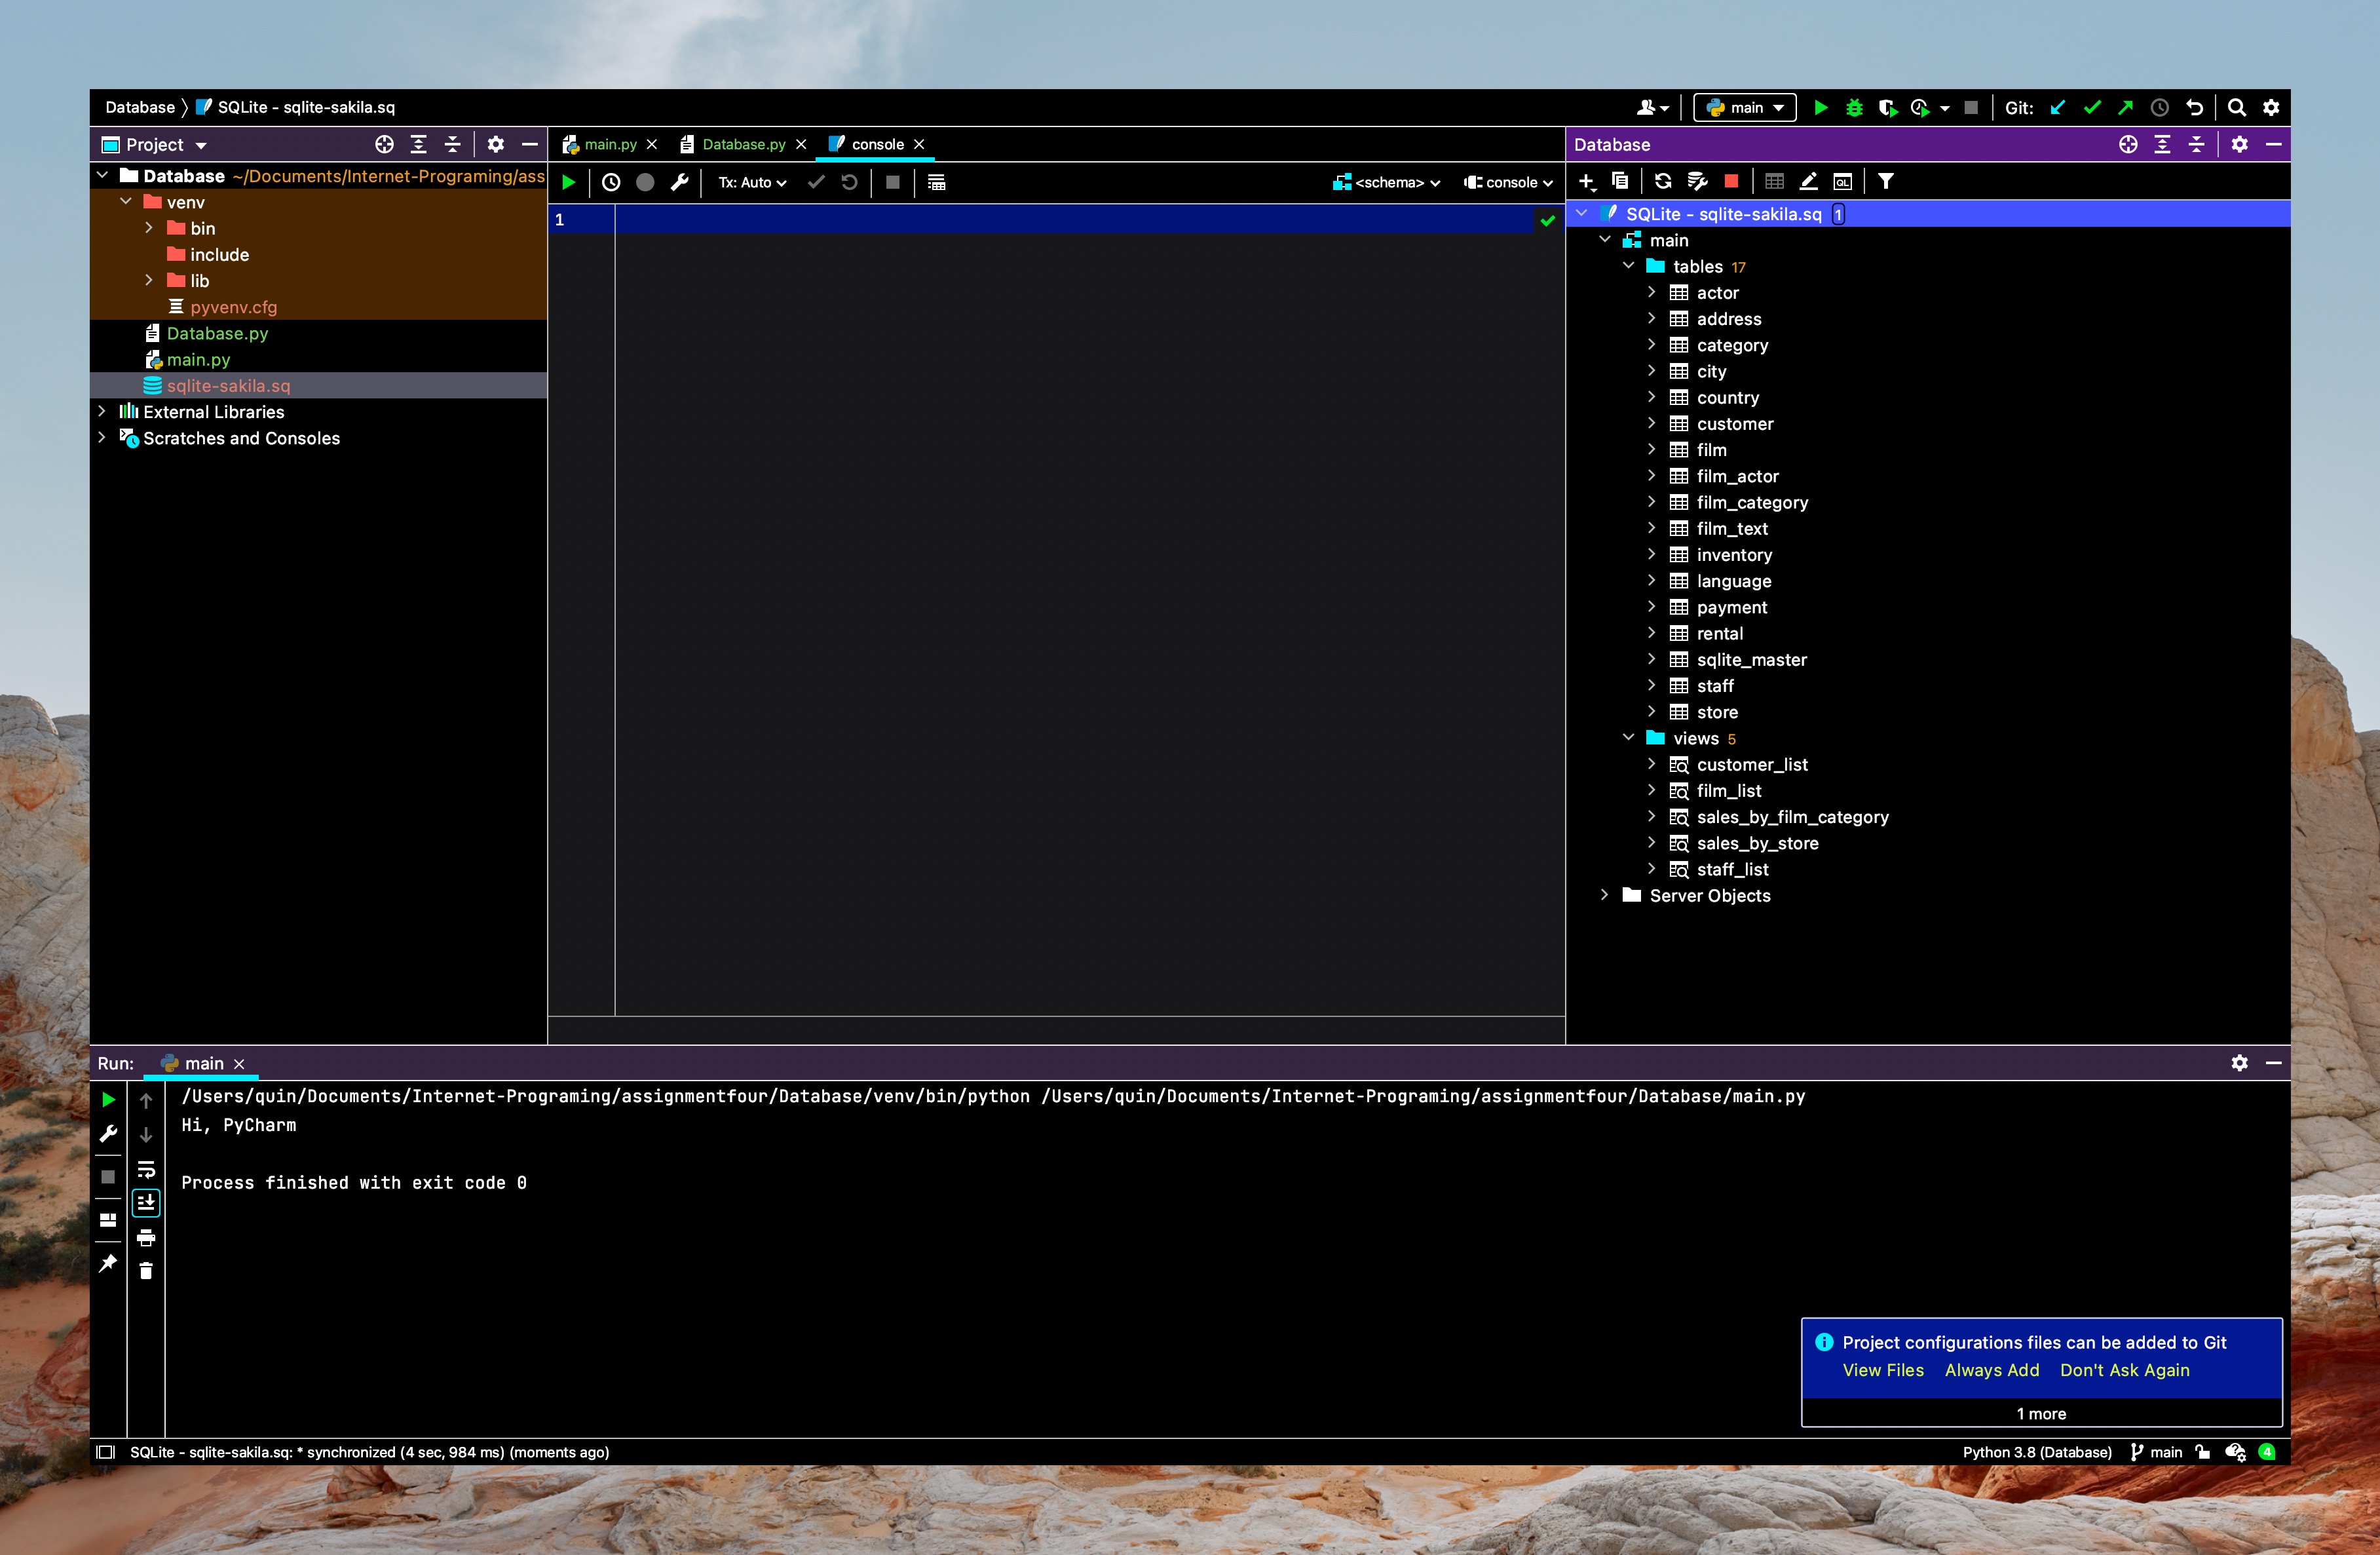 Database 〉 SQLite - sqlite-sakila.sq
main
Git:
Project
Database ~/Documents/Internet-Programing/ass
venv
bin
include
lib
pyvenv.cfg
Database.py
main.py
sqlite-sakila.sq
External Libraries
Scratches and Consoles
main.py
Database.py
console
Tx: Auto
<schema>
console
1
Database
SQLite - sqlite-sakila.sq 1
main
tables 17
actor
address
category
city
country
customer
film
film_actor
film_category
film_text
inventory
language
payment
rental
sqlite_master
staff
store
views 5
customer_list
film_list
sales_by_film_category
sales_by_store
staff_list
Server Objects
Run: main
/Users/quin/Documents/Internet-Programing/assignmentfour/Database/venv/bin/python /Users/quin/Documents/Internet-Programing/assignmentfour/Database/main.py
Hi, PyCharm
Process finished with exit code 0
Project configurations files can be added to Git
View Files Always Add Don't Ask Again
1 more
SQLite - sqlite-sakila.sq: * synchronized (4 sec, 984 ms) (moments ago)
Python 3.8 (Database) main 4